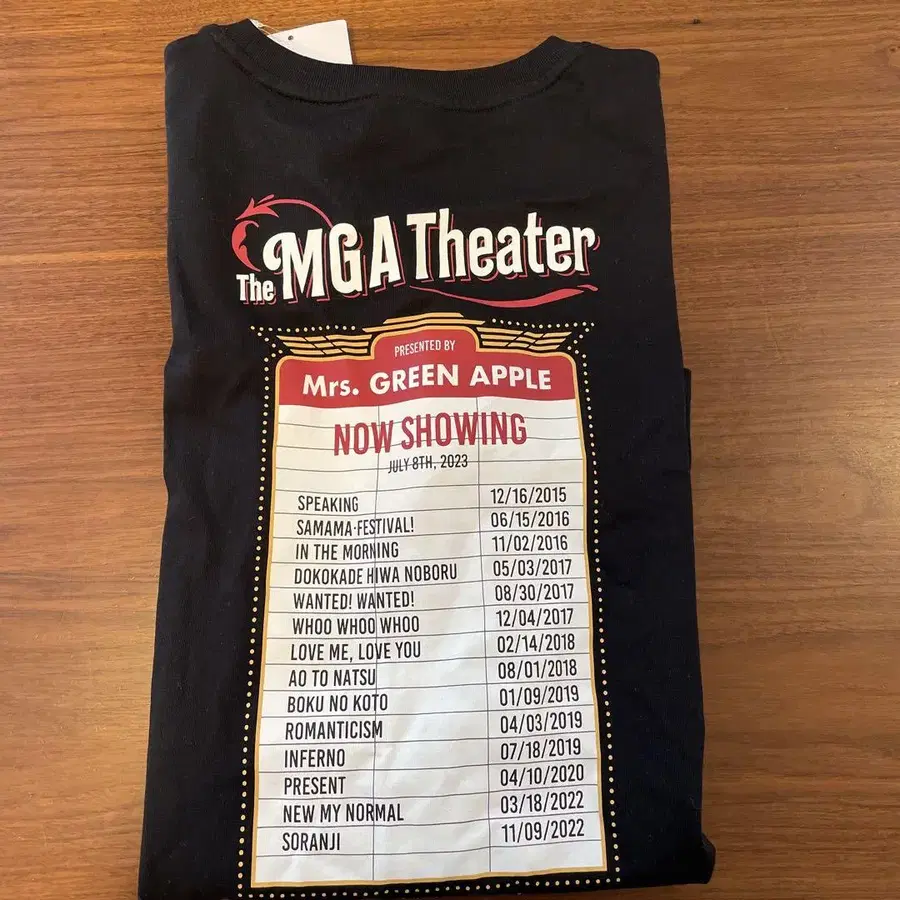 The MGA Theater
PRESENTED BY
Mrs. GREEN APPLE
NOW SHOWING
JULY 8TH, 2023
SPEAKING 12/16/2015
SAMAMA·FESTIVAL! 06/15/2016
IN THE MORNING 11/02/2016
DOKOKADE HIWA NOBORU 05/03/2017
WANTED! WANTED! 08/30/2017
WHOO WHOO WHOO 12/04/2017
LOVE ME, LOVE YOU 02/14/2018
AO TO NATSU 08/01/2018
BOKU NO KOTO 01/09/2019
ROMANTICISM 04/03/2019
INFERNO 07/18/2019
PRESENT 04/10/2020
NEW MY NORMAL 03/18/2022
SORANJI 11/09/2022